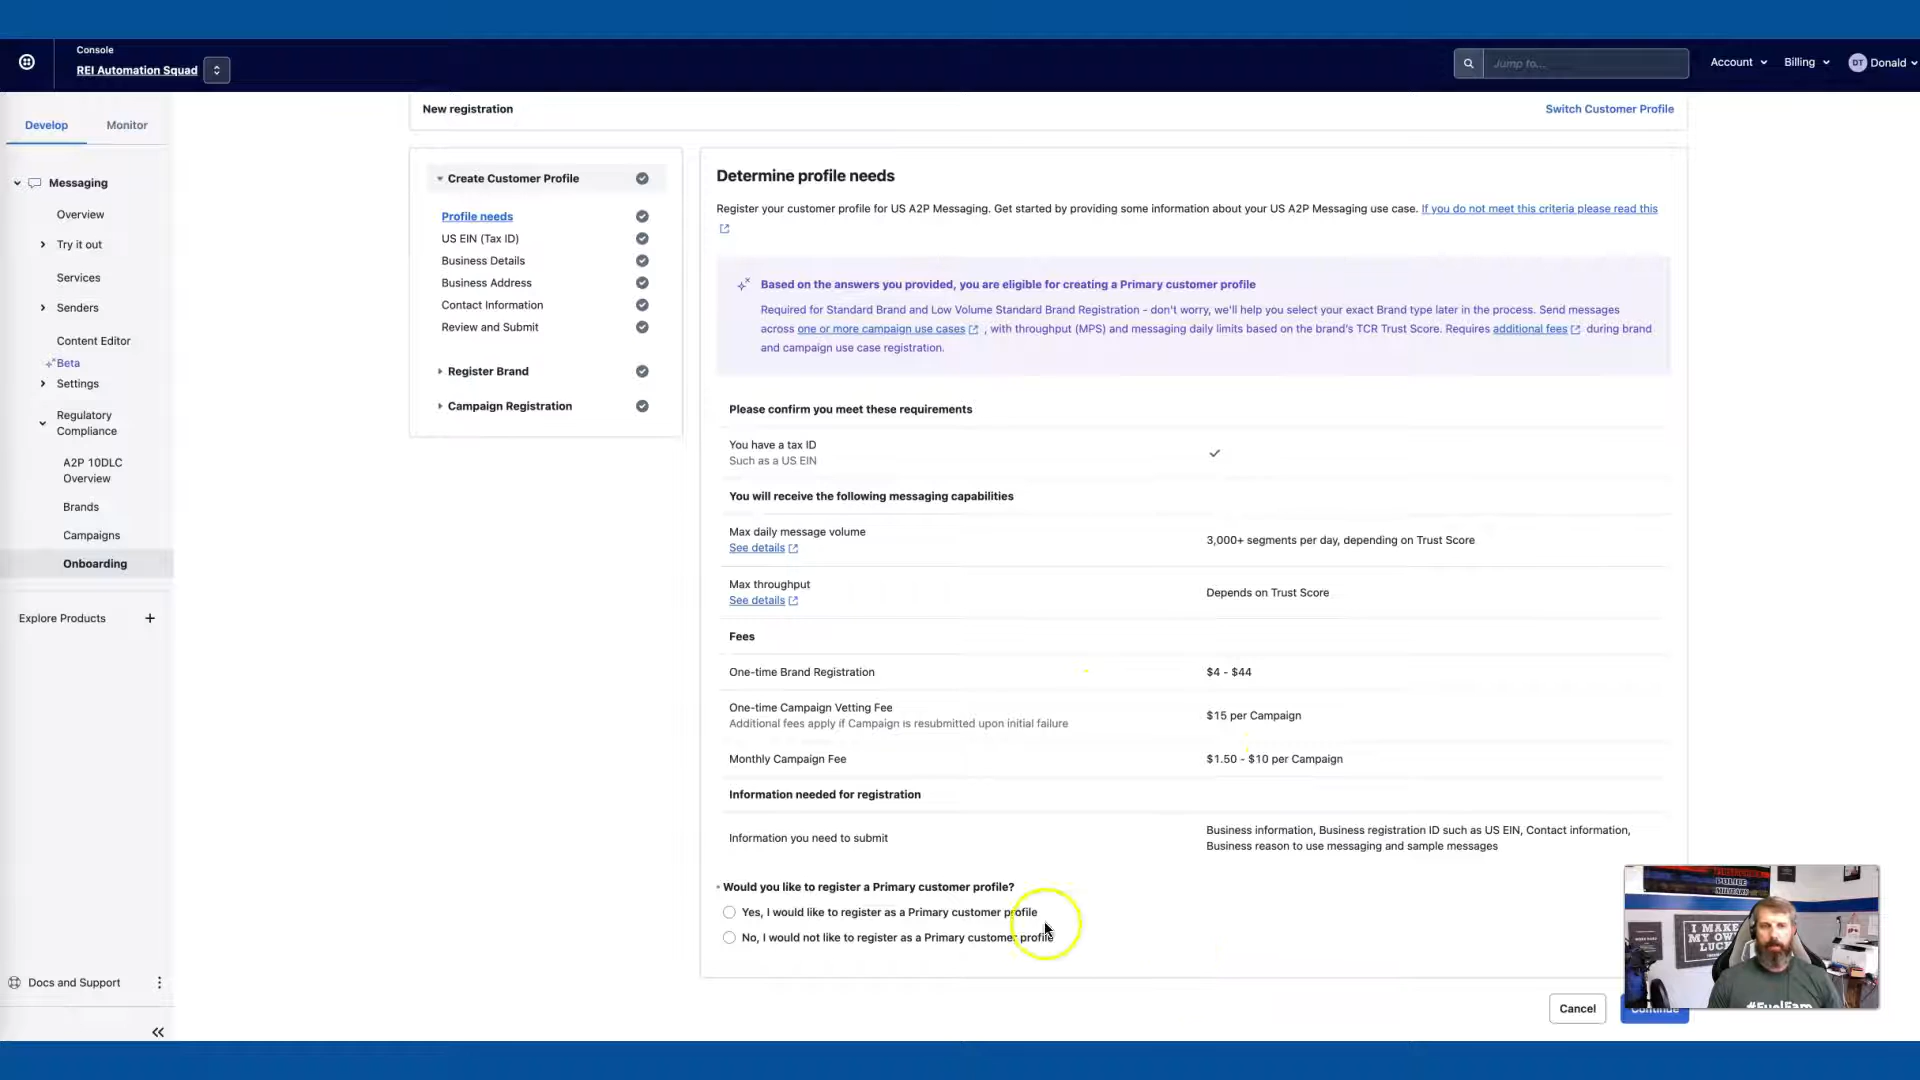 Console
REI Automation Squad
Jump to...
Account
Billing
DT
Donald
Develop
Monitor
Messaging
Overview
Try it out
Services
Senders
Content Editor
Beta
Settings
Regulatory
Compliance
A2P 10DLC
Overview
Brands
Campaigns
Onboarding
Explore Products
Docs and Support
New registration
Switch Customer Profile
Create Customer Profile
Profile needs
US EIN (Tax ID)
Business Details
Business Address
Contact Information
Review and Submit
Register Brand
Campaign Registration
Determine profile needs
Register your customer profile for US A2P Messaging. Get started by providing some information about your US A2P Messaging use case. If you do not meet this criteria please read this
Based on the answers you provided, you are eligible for creating a Primary customer profile
Required for Standard Brand and Low Volume Standard Brand Registration - don't worry, we'll help you select your exact Brand type later in the process. Send messages
across one or more campaign use cases , with throughput (MPS) and messaging daily limits based on the brand's TCR Trust Score. Requires additional fees during brand
and campaign use case registration.
Please confirm you meet these requirements
You have a tax ID
Such as a US EIN
You will receive the following messaging capabilities
Max daily message volume
See details
3,000+ segments per day, depending on Trust Score
Max throughput
See details
Depends on Trust Score
Fees
One-time Brand Registration
$4 - $44
One-time Campaign Vetting Fee
Additional fees apply if Campaign is resubmitted upon initial failure
$15 per Campaign
Monthly Campaign Fee
$1.50 - $10 per Campaign
Information needed for registration
Information you need to submit
Business information, Business registration ID such as US EIN, Contact information,
Business reason to use messaging and sample messages
Would you like to register a Primary customer profile?
Yes, I would like to register as a Primary customer profile
No, I would not like to register as a Primary customer profile
Cancel
Continue
POLICE
I MAKE
MY OWN
LUCK
#FuelFam